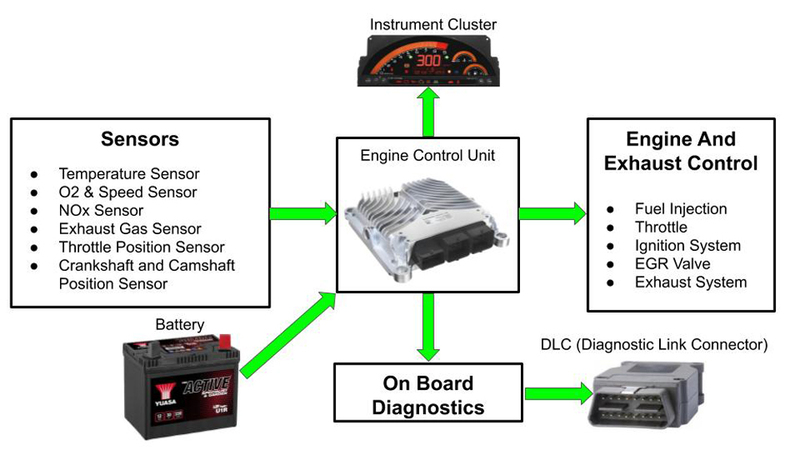 Instrument Cluster
300
Sensors
● Temperature Sensor
● O2 & Speed Sensor
● NOx Sensor
● Exhaust Gas Sensor
● Throttle Position Sensor
● Crankshaft and Camshaft
Position Sensor
Engine Control Unit
Engine And
Exhaust Control
● Fuel Injection
● Throttle
● Ignition System
● EGR Valve
● Exhaust System
Battery
YUASA
ACTIVE
U1R
On Board
Diagnostics
DLC (Diagnostic Link Connector)